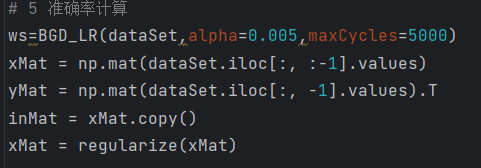 # 5 准确率计算
ws=BGD_LR(dataSet,alpha=0.005,maxCycles=5000)
xMat = np.mat(dataSet.iloc[:, :-1].values)
yMat = np.mat(dataSet.iloc[:, -1].values).T
inMat = xMat.copy()
xMat = regularize(xMat)